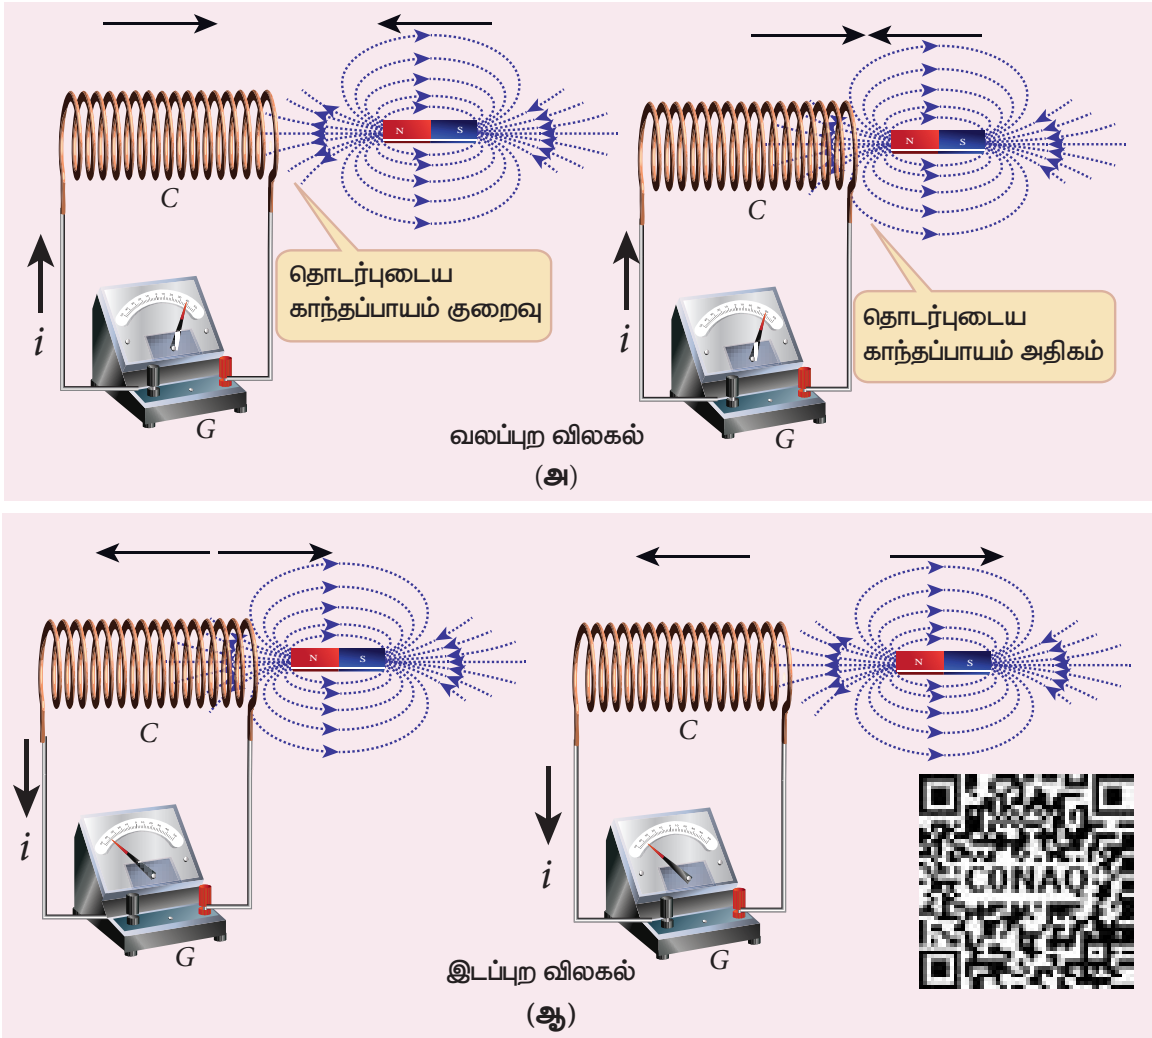 N S
C
தொடர்புடைய
காந்தப்பாயம் குறைவு
i
G
N S
C
தொடர்புடைய
காந்தப்பாயம் அதிகம்
i
G
வலப்புற விலகல்
(அ)
N S
C
i
G
N S
C
i
G
C0NAQ
இடப்புற விலகல்
(ஆ)